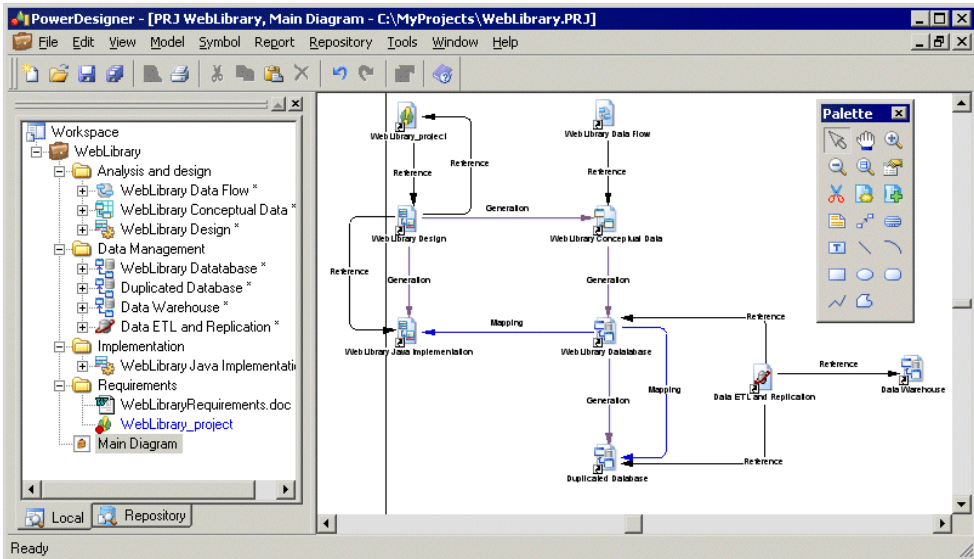 PowerDesigner - [PRJ WebLibrary, Main Diagram - C:\MyProjects\WebLibrary.PRJ]
File Edit View Model Symbol Report Repository Tools Window Help
Workspace
WebLibrary
Analysis and design
WebLibrary Data Flow *
WebLibrary Conceptual Data *
WebLibrary Design *
Data Management
WebLibrary Datatabase *
Duplicated Database *
Data Warehouse *
Data ETL and Replication *
Implementation
WebLibrary Java Implementati
Requirements
WebLibraryRequirements.doc
WebLibrary_project
Main Diagram
Local Repository
WebLibrary_project
WebLibrary Data Flow
Reference
Reference
Reference
Generation
WebLibrary Design
WebLibrary Conceptual Data
Reference
Generation
Generation
Mapping
Reference
WebLibrary Java Implementation
WebLibrary Datatabase
Reference
Mapping
Data ETL and Replication
Data Warehouse
Generation
Reference
Duplicated Database
Palette
T
Ready